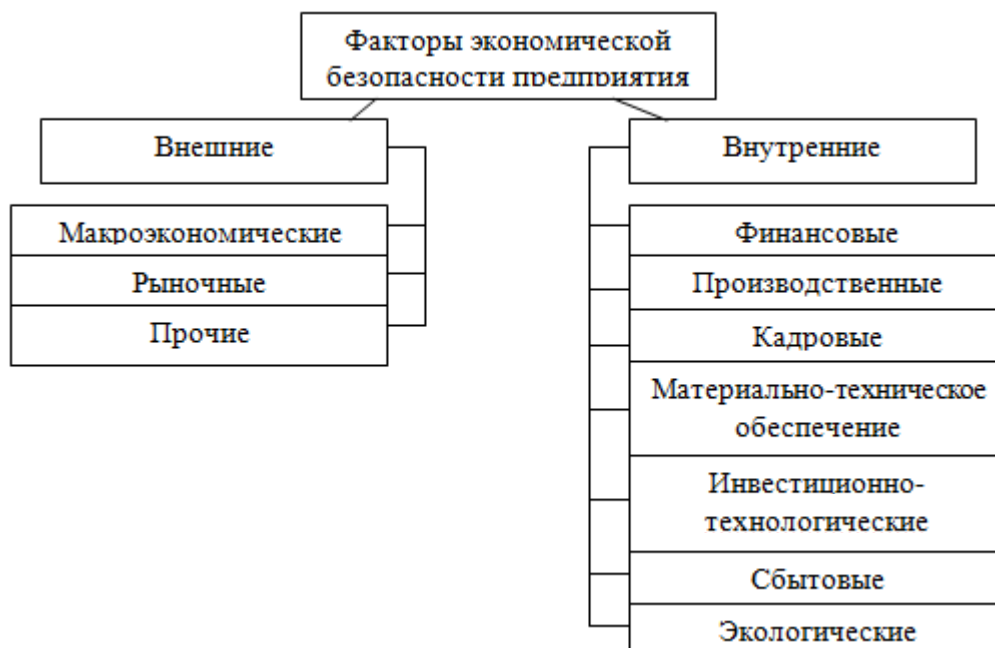 Факторы экономической
безопасности предприятия
Внешние
Макроэкономические
Рыночные
Прочие
Внутренние
Финансовые
Производственные
Кадровые
Материально-техническое
обеспечение
Инвестиционно-
технологические
Сбытовые
Экологические